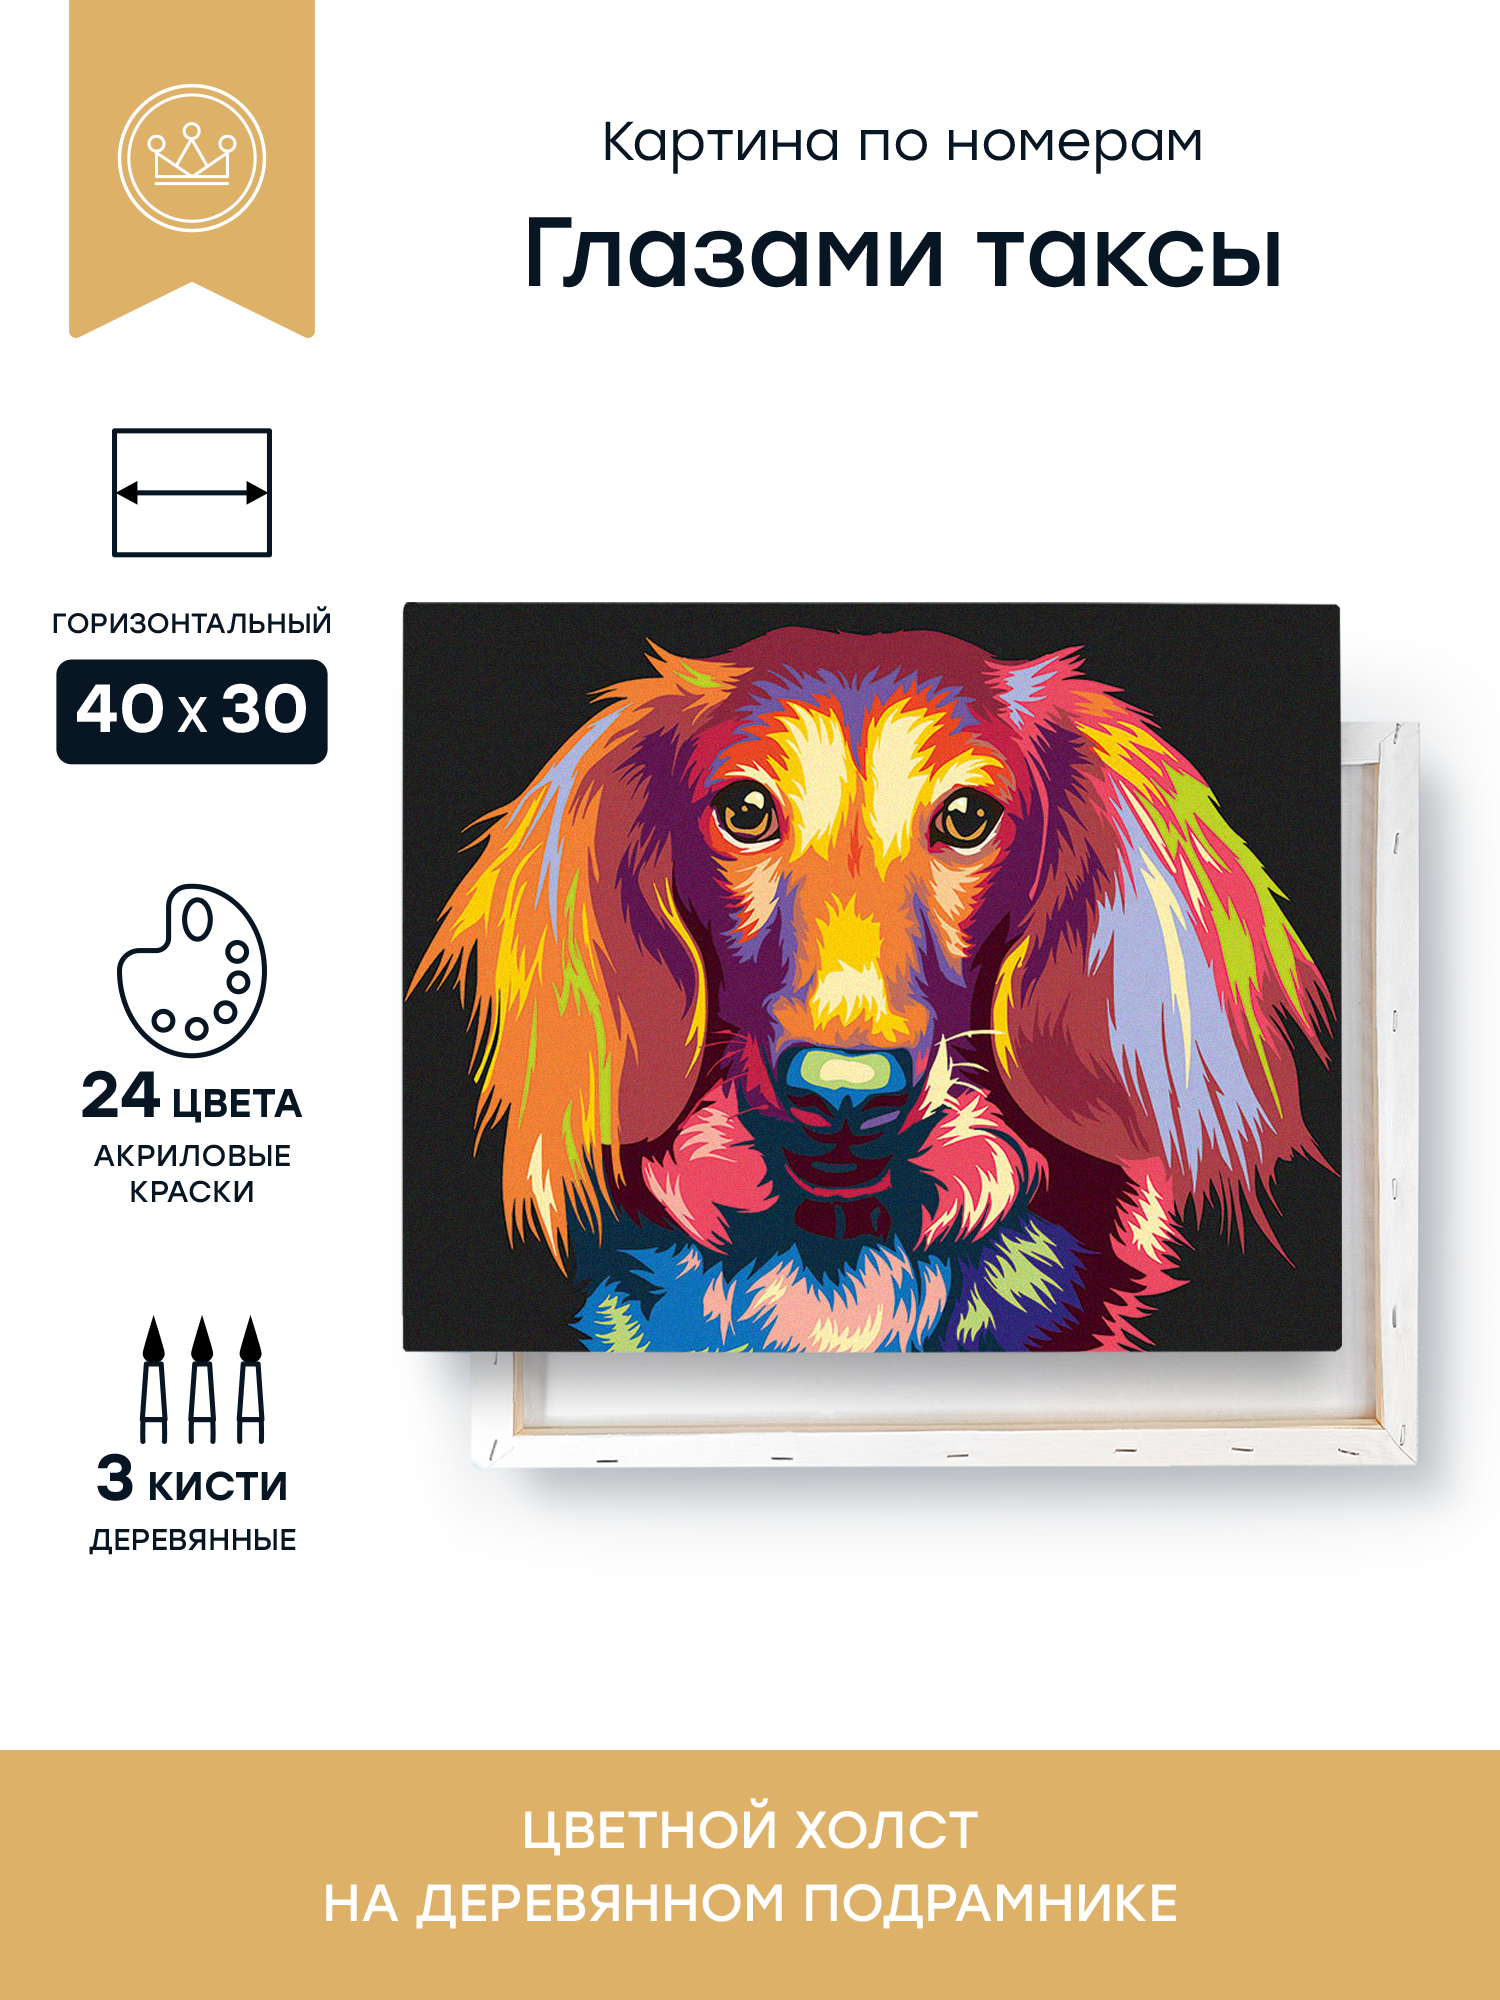 Картина по номерам
Глазами таксы
ГОРИЗОНТАЛЬНЫЙ
40 X 30
24 ЦВЕТА
АКРИЛОВЫЕ
КРАСКИ
3 КИСТИ
ДЕРЕВЯННЫЕ
ЦВЕТНОЙ ХОЛСТ
НА ДЕРЕВЯННОМ ПОДРАМНИКЕ